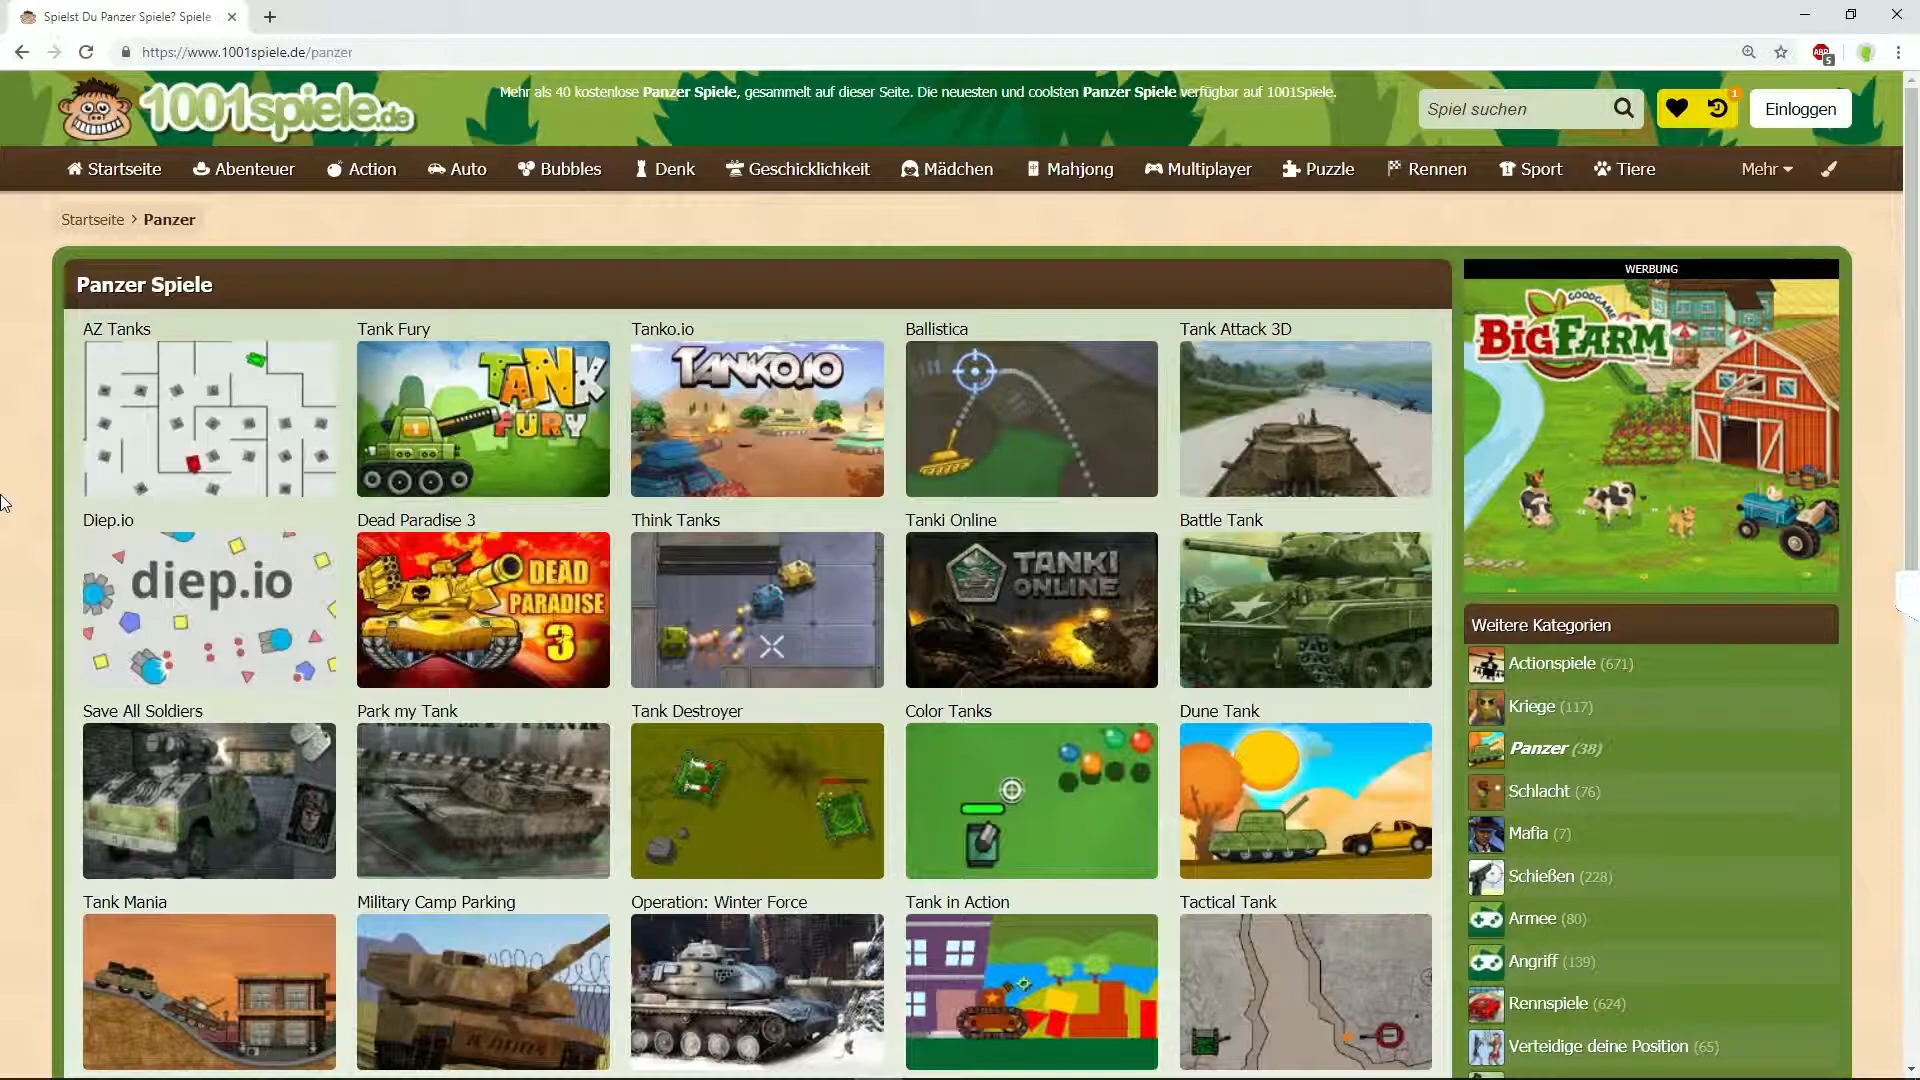 Spielst Du Panzer Spiele? Spiele
https://www.1001spiele.de/panzer
ABP
5
1001spiele.de
Mehr als 40 kostenlose Panzer Spiele, gesammelt auf dieser Seite. Die neuesten und coolsten Panzer Spiele verfügbar auf 1001Spiele.
Spiel suchen
1
Einloggen
Startseite
Abenteuer
Action
Auto
Bubbles
Denk
Geschicklichkeit
Mädchen
Mahjong
Multiplayer
Puzzle
Rennen
Sport
Tiere
Mehr
Startseite > Panzer
Panzer Spiele
AZ Tanks
Tank Fury
Tanko.io
Ballistica
Tank Attack 3D
TANK
FURY
1
TANKO.IO
Diep.io
Dead Paradise 3
Think Tanks
Tanki Online
Battle Tank
diep.io
DEAD
PARADISE
3
TANKI
ONLINE
Save All Soldiers
Park my Tank
Tank Destroyer
Color Tanks
Dune Tank
Tank Mania
Military Camp Parking
Operation: Winter Force
Tank in Action
Tactical Tank
WERBUNG
GOODGAME
BIGFARM
Weitere Kategorien
Actionspiele (671)
Kriege (117)
Panzer (38)
Schlacht (76)
Mafia (7)
Schießen (228)
Armee (80)
Angriff (139)
Rennspiele (624)
Verteidige deine Position (65)